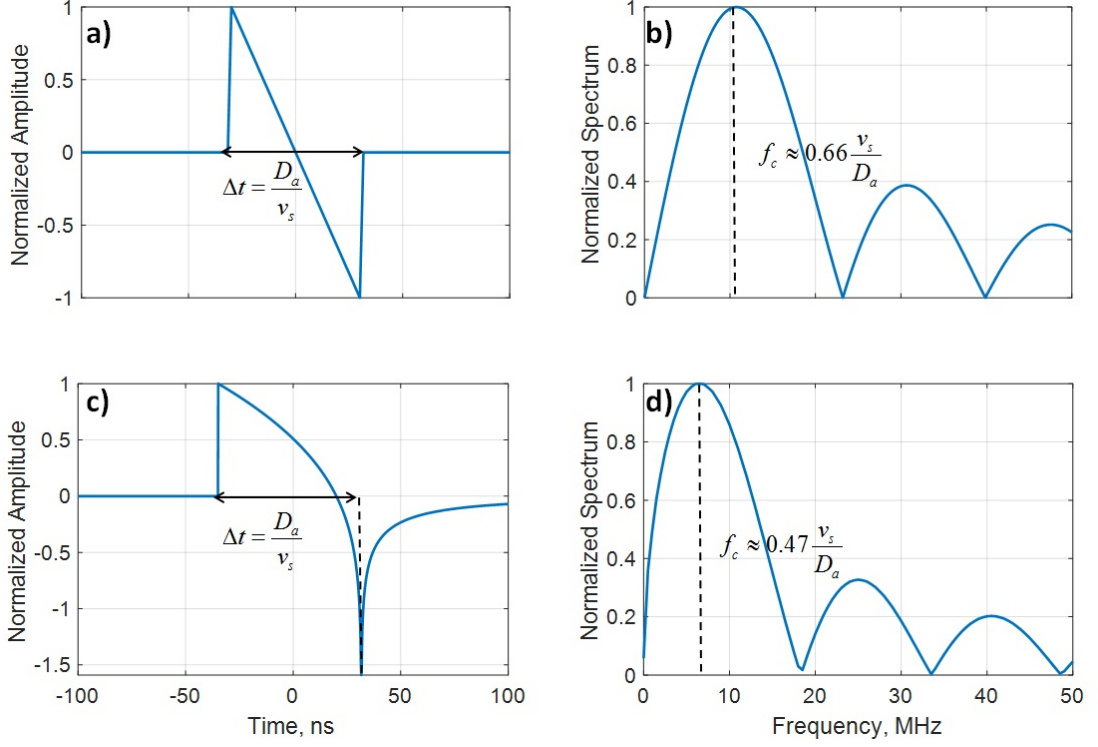 a)
Normalized Amplitude
1
0.5
0
-0.5
-1
Δt = D_a / v_s
b)
Normalized Spectrum
1
0.8
0.6
0.4
0.2
0
f_c ≈ 0.66 v_s / D_a
c)
Normalized Amplitude
1
0.5
0
-0.5
-1
-1.5
Δt = D_a / v_s
-100 -50 0 50 100
Time, ns
d)
Normalized Spectrum
1
0.8
0.6
0.4
0.2
0
f_c ≈ 0.47 v_s / D_a
0 10 20 30 40 50
Frequency, MHz